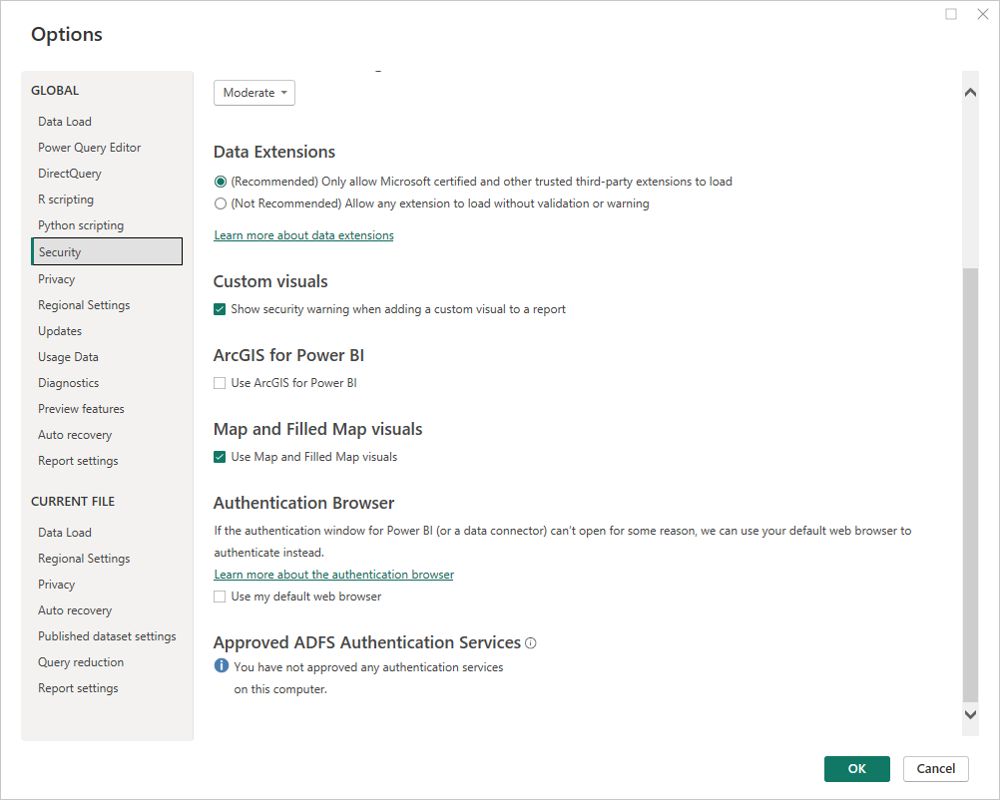 Options
GLOBAL
Data Load
Power Query Editor
DirectQuery
R scripting
Python scripting
Security
Privacy
Regional Settings
Updates
Usage Data
Diagnostics
Preview features
Auto recovery
Report settings
CURRENT FILE
Data Load
Regional Settings
Privacy
Auto recovery
Published dataset settings
Query reduction
Report settings
Moderate
Data Extensions
(Recommended) Only allow Microsoft certified and other trusted third-party extensions to load
(Not Recommended) Allow any extension to load without validation or warning
Learn more about data extensions
Custom visuals
Show security warning when adding a custom visual to a report
ArcGIS for Power BI
Use ArcGIS for Power BI
Map and Filled Map visuals
Use Map and Filled Map visuals
Authentication Browser
If the authentication window for Power BI (or a data connector) can't open for some reason, we can use your default web browser to
authenticate instead.
Learn more about the authentication browser
Use my default web browser
Approved ADFS Authentication Services
You have not approved any authentication services
on this computer.
OK
Cancel